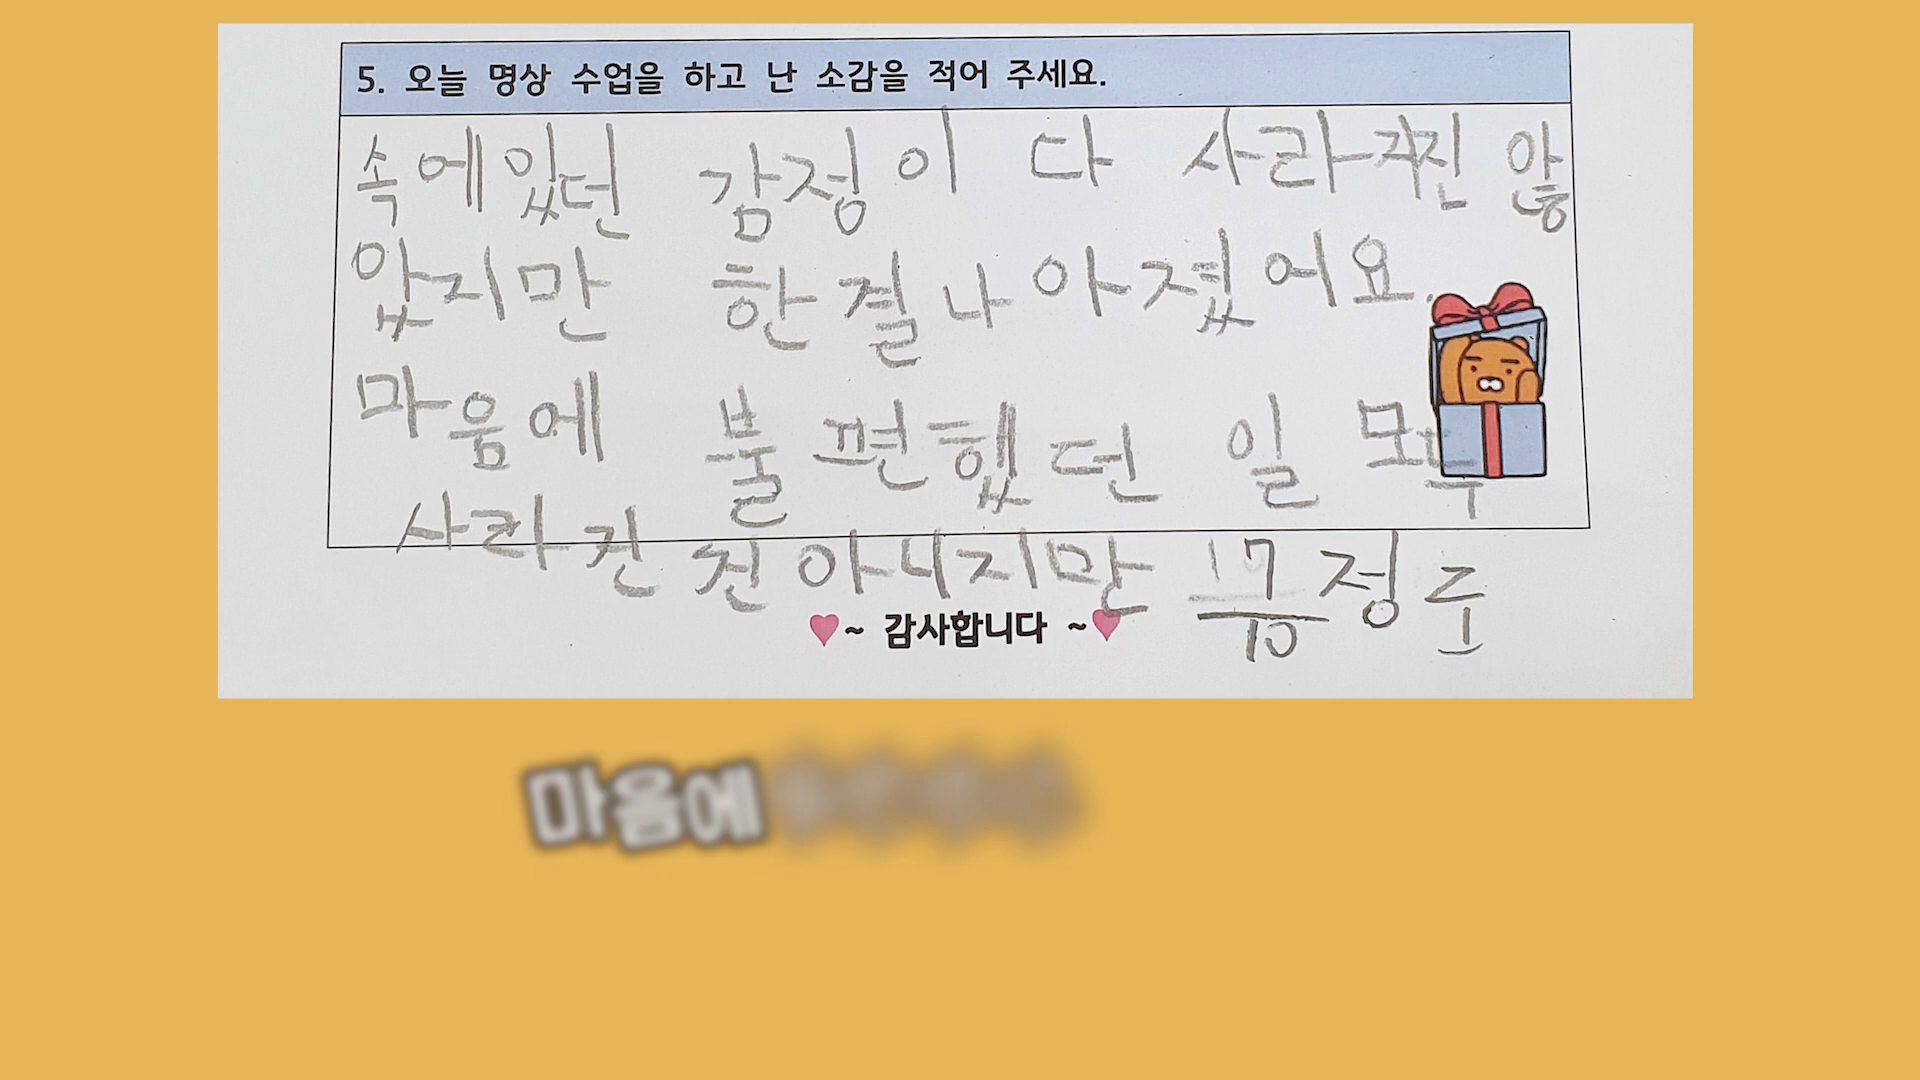 5. 오늘 명상 수업을 하고 난 소감을 적어 주세요.
속에있던 감정이 다 사라지진 않
았지만 한결나아졌어요.
마음에 불편했던 일 모두
사라진 건 아니지만 정도
17
10
♥~ 감사합니다 ~♥
마음에